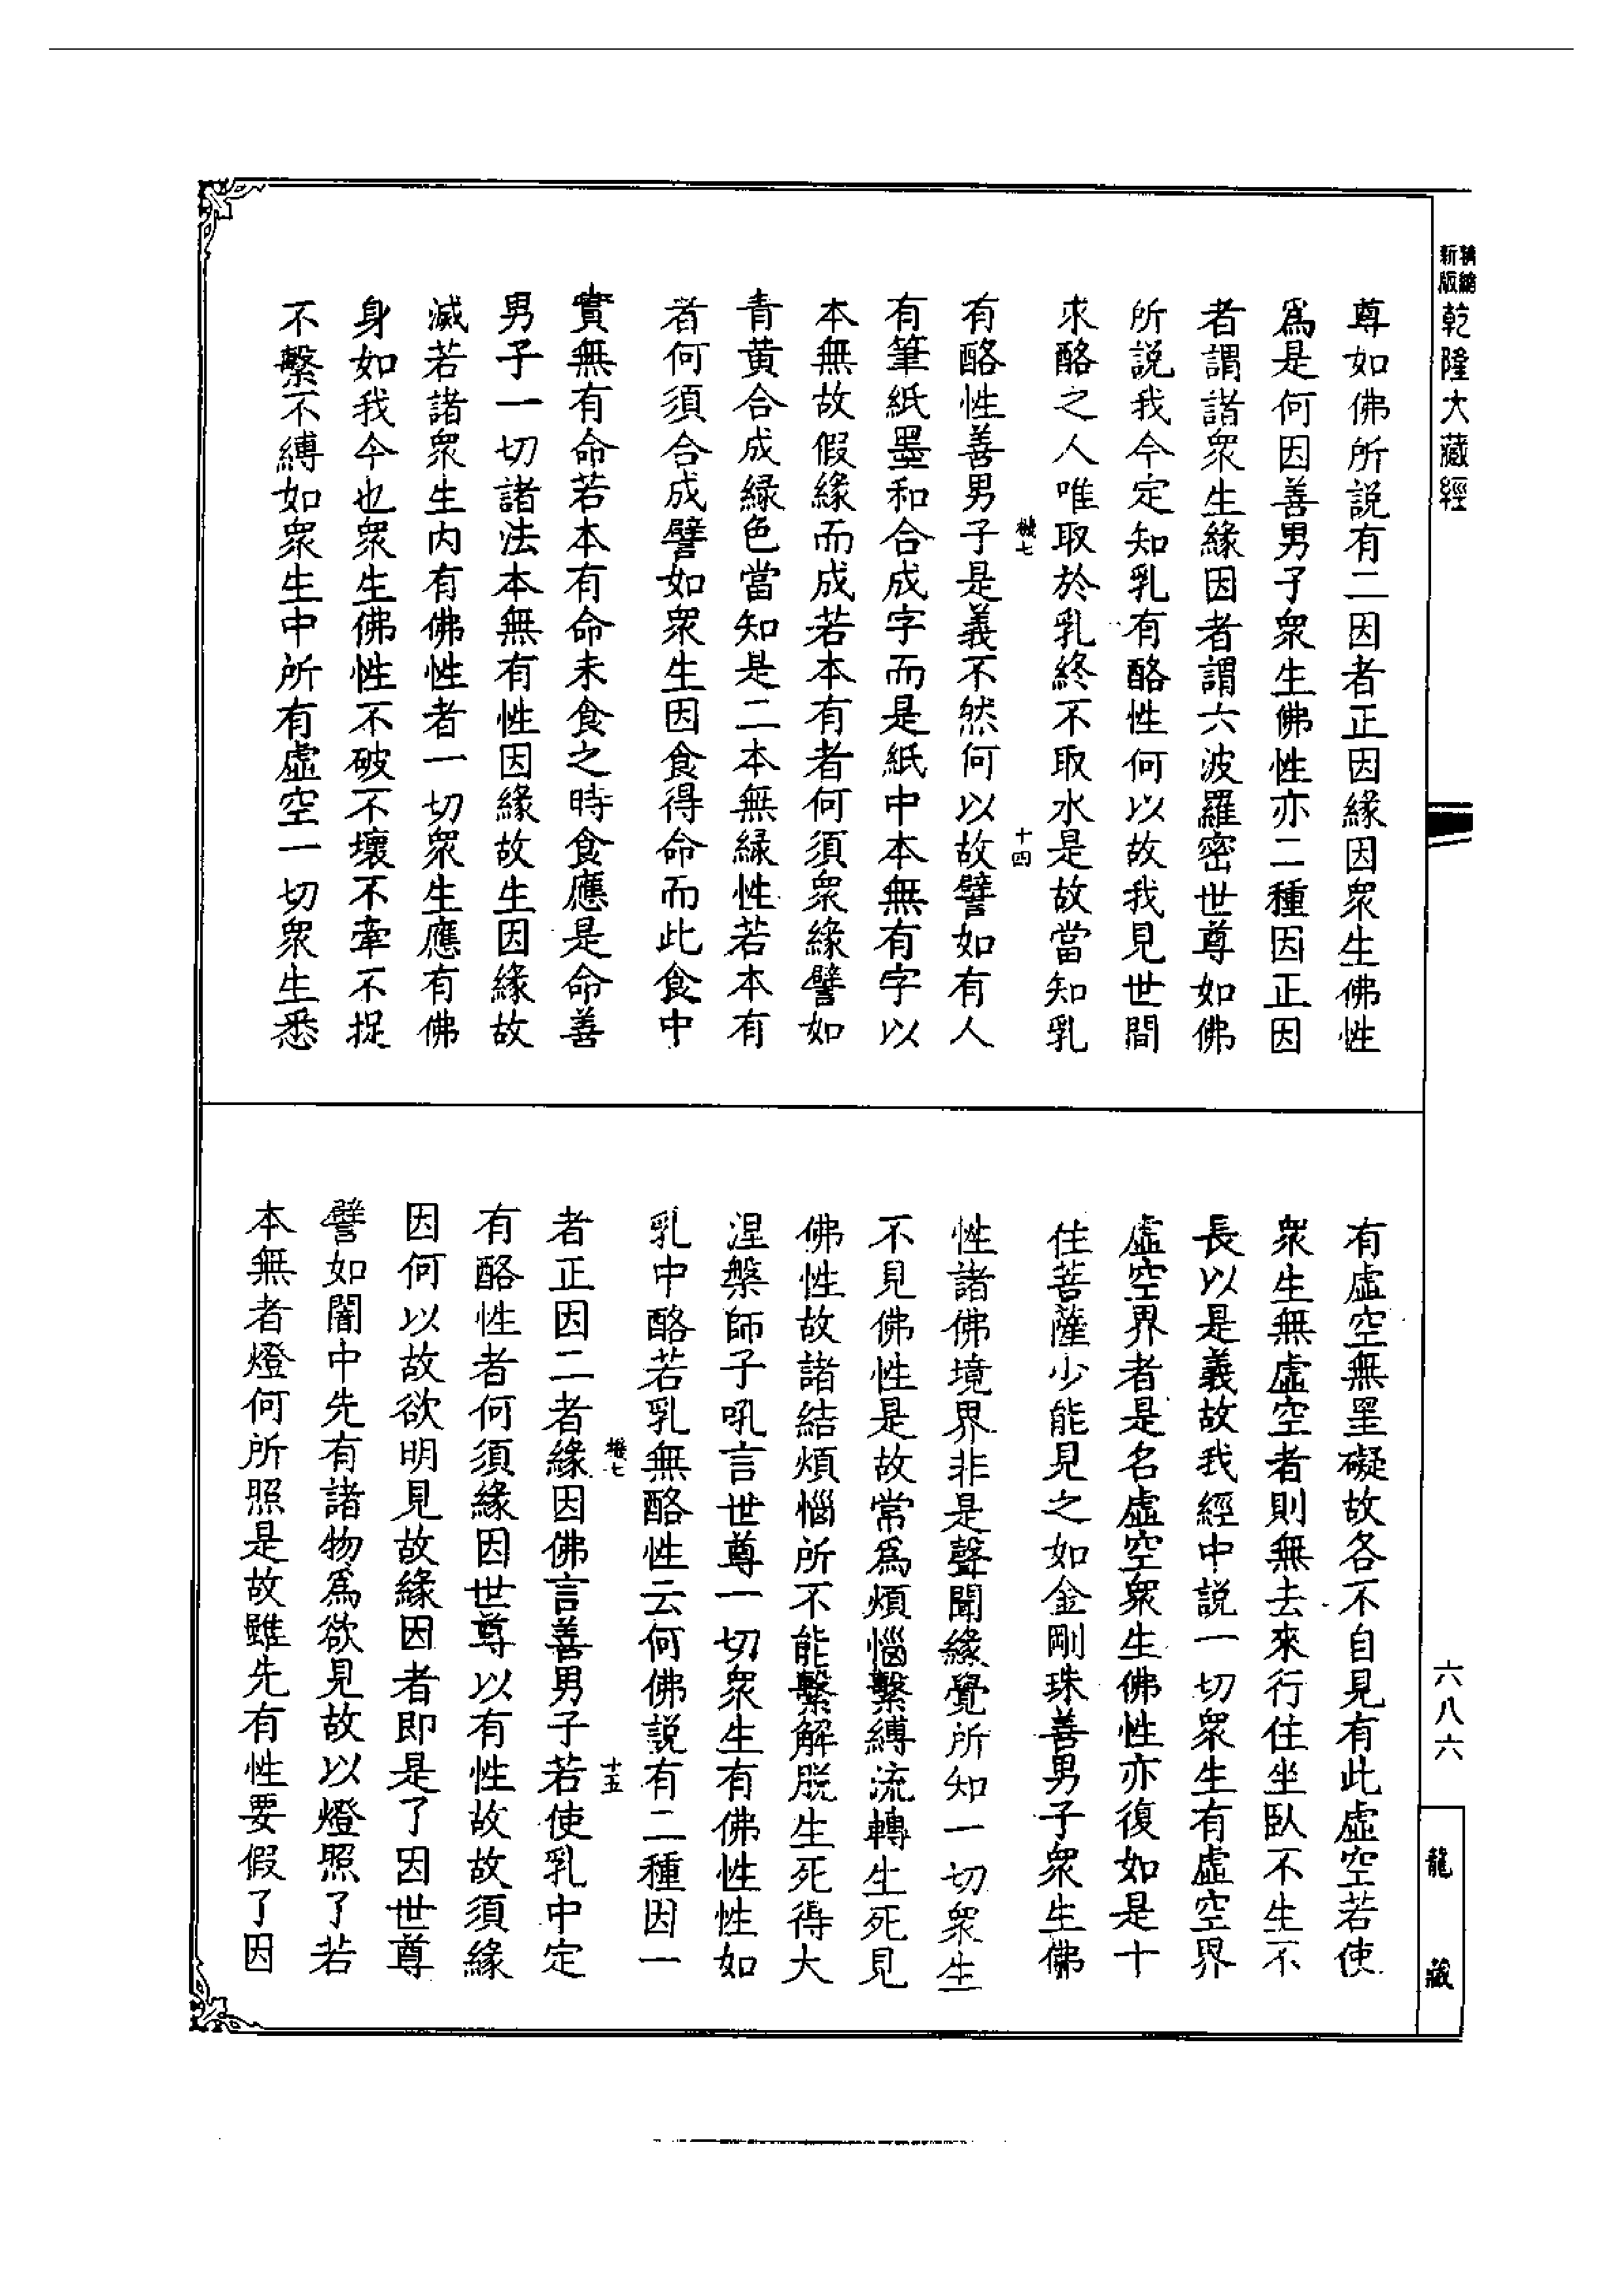 新版精縮
乾隆大藏經
尊如佛所説有二因者正因緣因衆生佛性
爲是何因善男子衆生佛性亦二種因正因
者謂諸衆生緣因者謂六波羅密世尊如佛
所説我今定知乳有酪性何以故我見世間
求酪之人唯取於乳終不取水是故當知乳
機七
十四
有酪性善男子是義不然何以故譬如有人
有筆紙墨和合成字而是紙中本無有字以
本無故假緣而成若本有者何須衆緣譬如
青黄合成緑色當知是二本無緑性若本有
者何須合成譬如衆生因食得命而此食中
實無有命若本有命未食之時食應是命善
男子一切諸法本無有性因緣故生因緣故
滅若諸衆生内有佛性者一切衆生應有佛
身如我今也衆生佛性不破不壞不牽不捉
不繫不縛如衆生中所有虛空一切衆生悉
有虛空無罣礙故各不自見有此虛空若使
衆生無虛空者則無去來行住坐臥不生不
長以是義故我經中説一切衆生有虛空界
虛空界者是名虛空衆生佛性亦復如是十
住菩薩少能見之如金剛珠善男子衆生佛
性諸佛境界非是聲聞緣覺所知一切衆生
不見佛性是故常爲煩惱繫縛流轉生死見
佛性故諸結煩惱所不能繫解脱生死得大
涅槃師子吼言世尊一切衆生有佛性性如
乳中酪若乳無酪性云何佛説有二種因一
機七
十五
者正因二者緣因佛言善男子若使乳中定
有酪性者何須緣因世尊以有性故故須緣
因何以故欲明見故緣因者即是了因世尊
譬如闇中先有諸物爲欲見故以燈照了若
本無者燈何所照是故雖先有性要假了因
六八六
龍藏